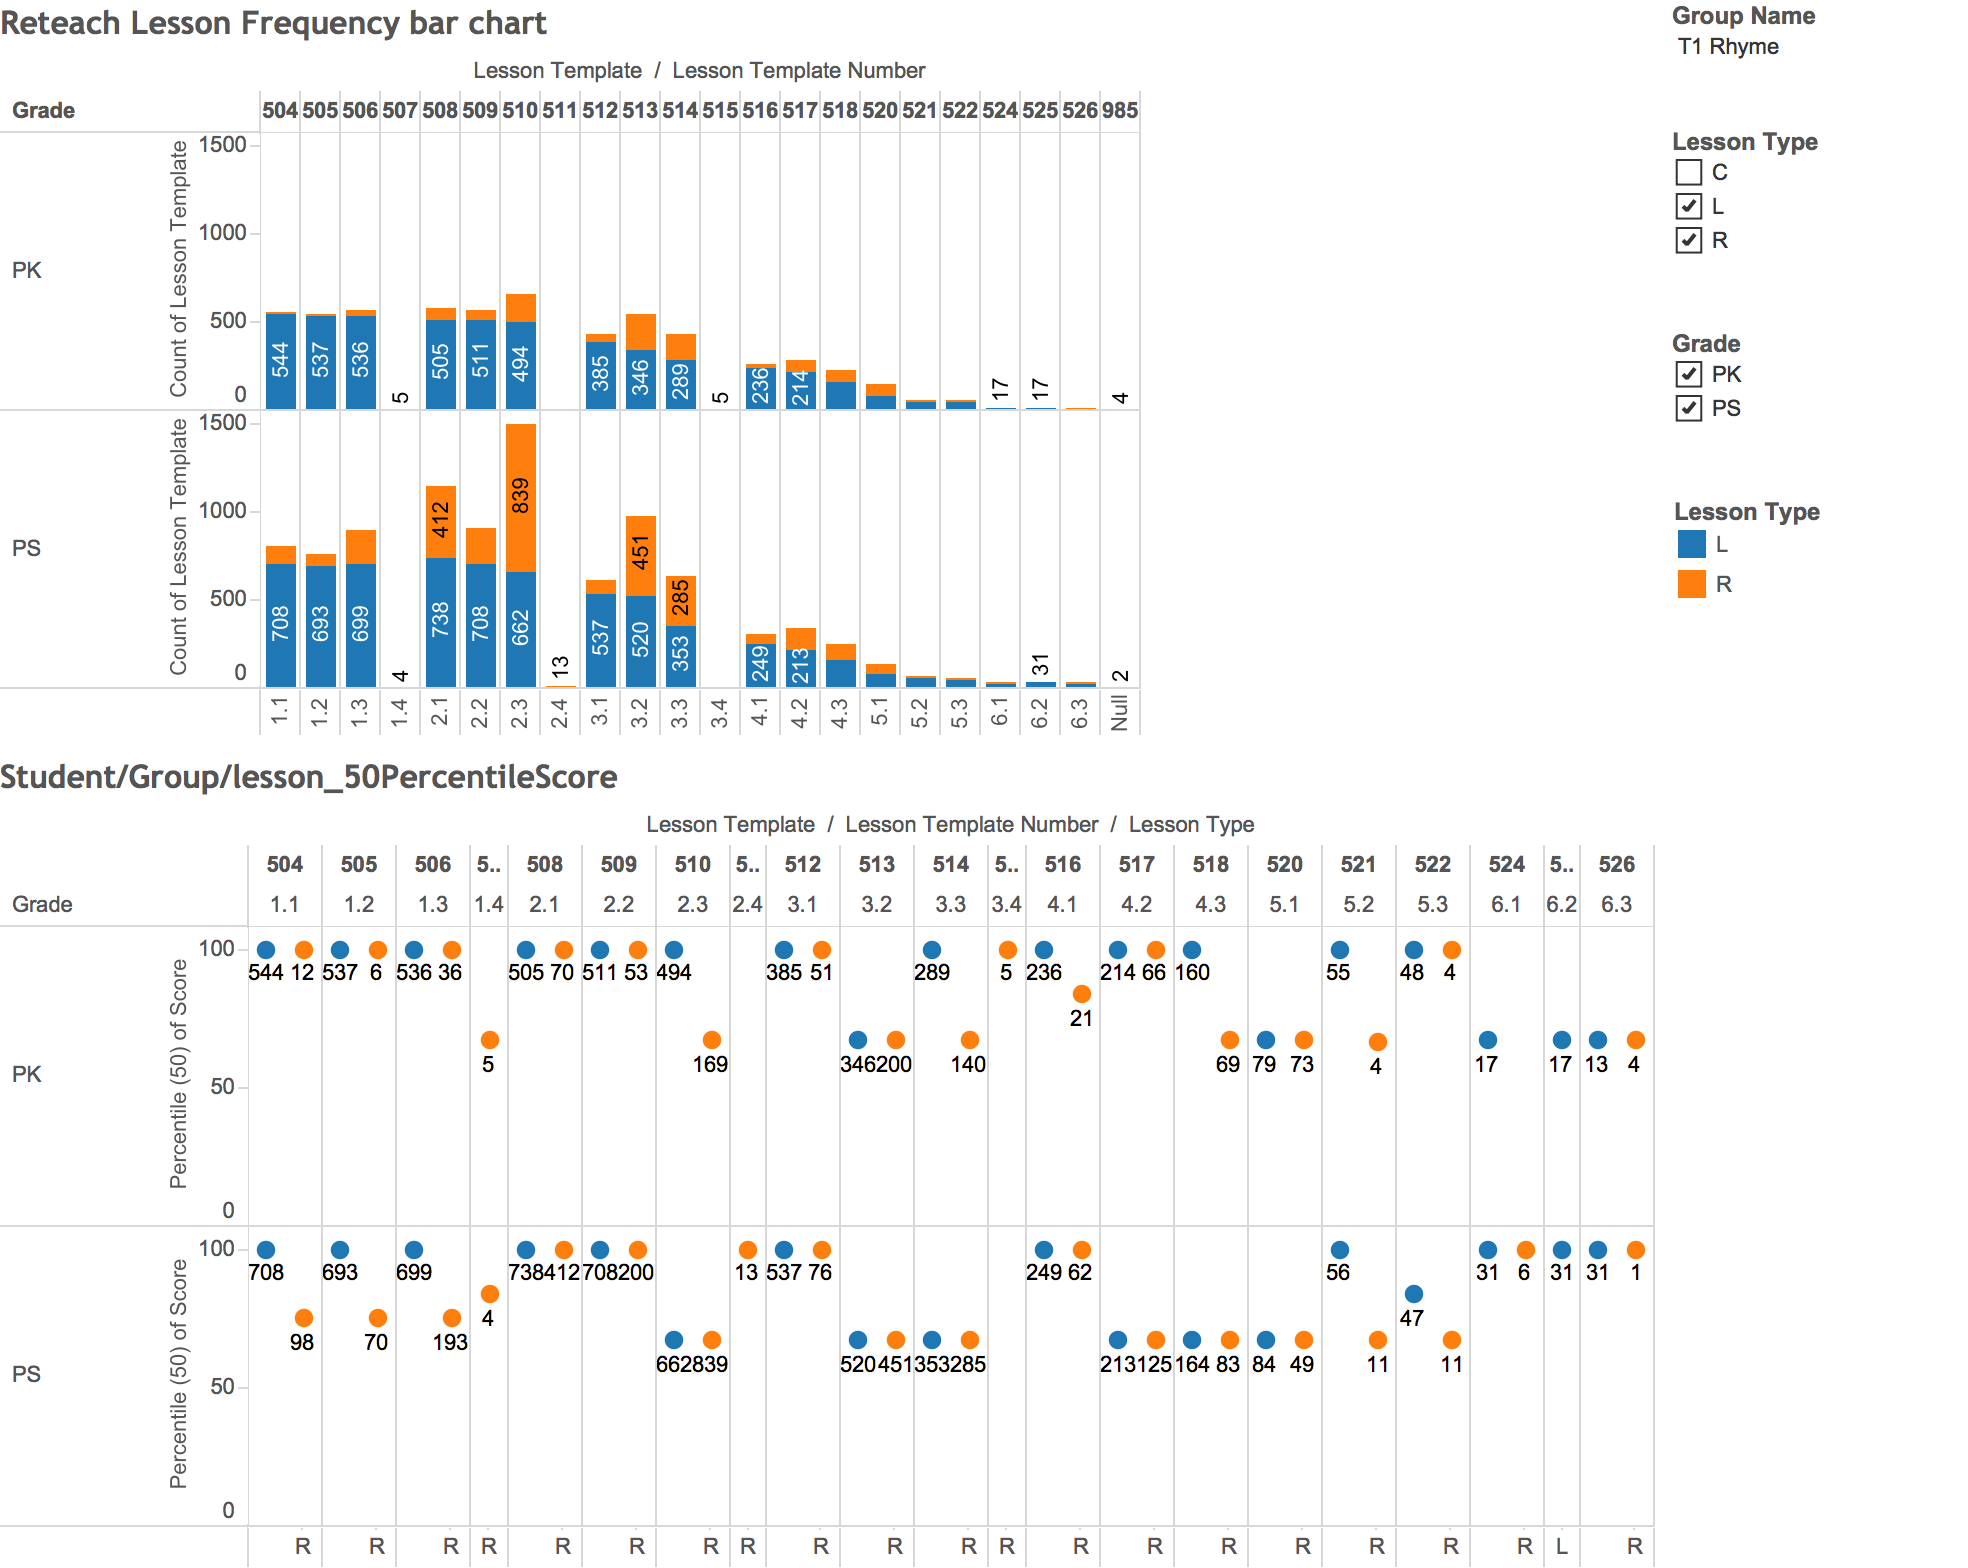 Reteach Lesson Frequency bar chart
Group Name
T1 Rhyme
Lesson Template / Lesson Template Number
Grade 504 505 506 507 508 509 510 511 512 513 514 515 516 517 518 520 521 522 524 525 526 985
Lesson Type
C
L
R
PK
Count of Lesson Template
1500
1000
500
0
544 537 536 5 505 511 494 385 346 289 5 236 214 17 17 4
Grade
PK
PS
PS
Count of Lesson Template
1500
1000
500
0
412 839 451 285
708 693 699 4 738 708 662 13 537 520 353 249 213 31 2
Lesson Type
L
R
1.1 1.2 1.3 1.4 2.1 2.2 2.3 2.4 3.1 3.2 3.3 3.4 4.1 4.2 4.3 5.1 5.2 5.3 6.1 6.2 6.3 Null
Student/Group/lesson_50PercentileScore
Lesson Template / Lesson Template Number / Lesson Type
504 505 506 5.. 508 509 510 5.. 512 513 514 5.. 516 517 518 520 521 522 524 5.. 526
Grade 1.1 1.2 1.3 1.4 2.1 2.2 2.3 2.4 3.1 3.2 3.3 3.4 4.1 4.2 4.3 5.1 5.2 5.3 6.1 6.2 6.3
PK
Percentile (50) of Score
100
50
0
544 12 537 6 536 36 505 70 511 53 494 385 51 289 5 236 214 66 160 55 48 4
21
5 169 346 200 140 69 79 73 4 17 17 13 4
PS
Percentile (50) of Score
100
50
0
708 693 699 738 412 708 200 13 537 76 249 62 56 31 6 31 31 1
4 47
98 70 193
662 839 520 451 353 285 213 125 164 83 84 49 11 11
R R R R R R R R R R R R R R R R R R R L R